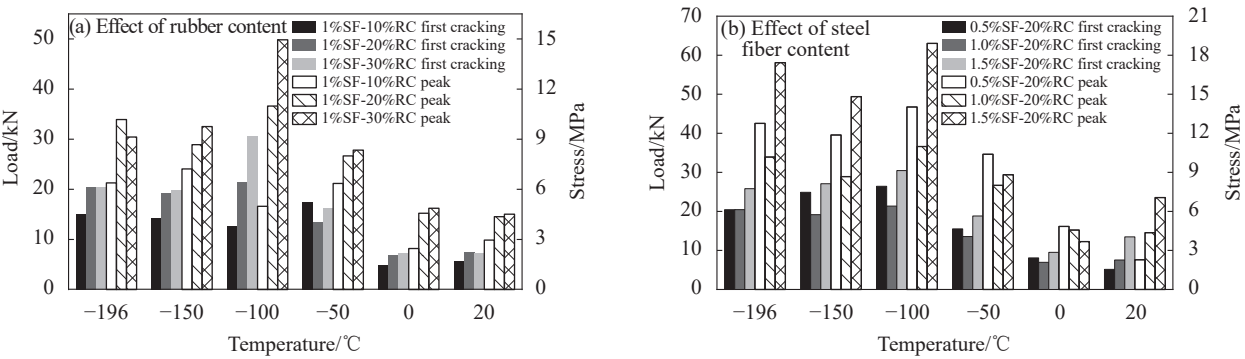 (a) Effect of rubber content
1%SF-10%RC first cracking
1%SF-20%RC first cracking
1%SF-30%RC first cracking
1%SF-10%RC peak
1%SF-20%RC peak
1%SF-30%RC peak
Load/kN
50
40
30
20
10
0
Stress/MPa
15
12
9
6
3
0
−196 −150 −100 −50 0 20
Temperature/℃
(b) Effect of steel
fiber content
0.5%SF-20%RC first cracking
1.0%SF-20%RC first cracking
1.5%SF-20%RC first cracking
0.5%SF-20%RC peak
1.0%SF-20%RC peak
1.5%SF-20%RC peak
Load/kN
70
60
50
40
30
20
10
0
Stress/MPa
21
18
15
12
9
6
3
0
−196 −150 −100 −50 0 20
Temperature/℃